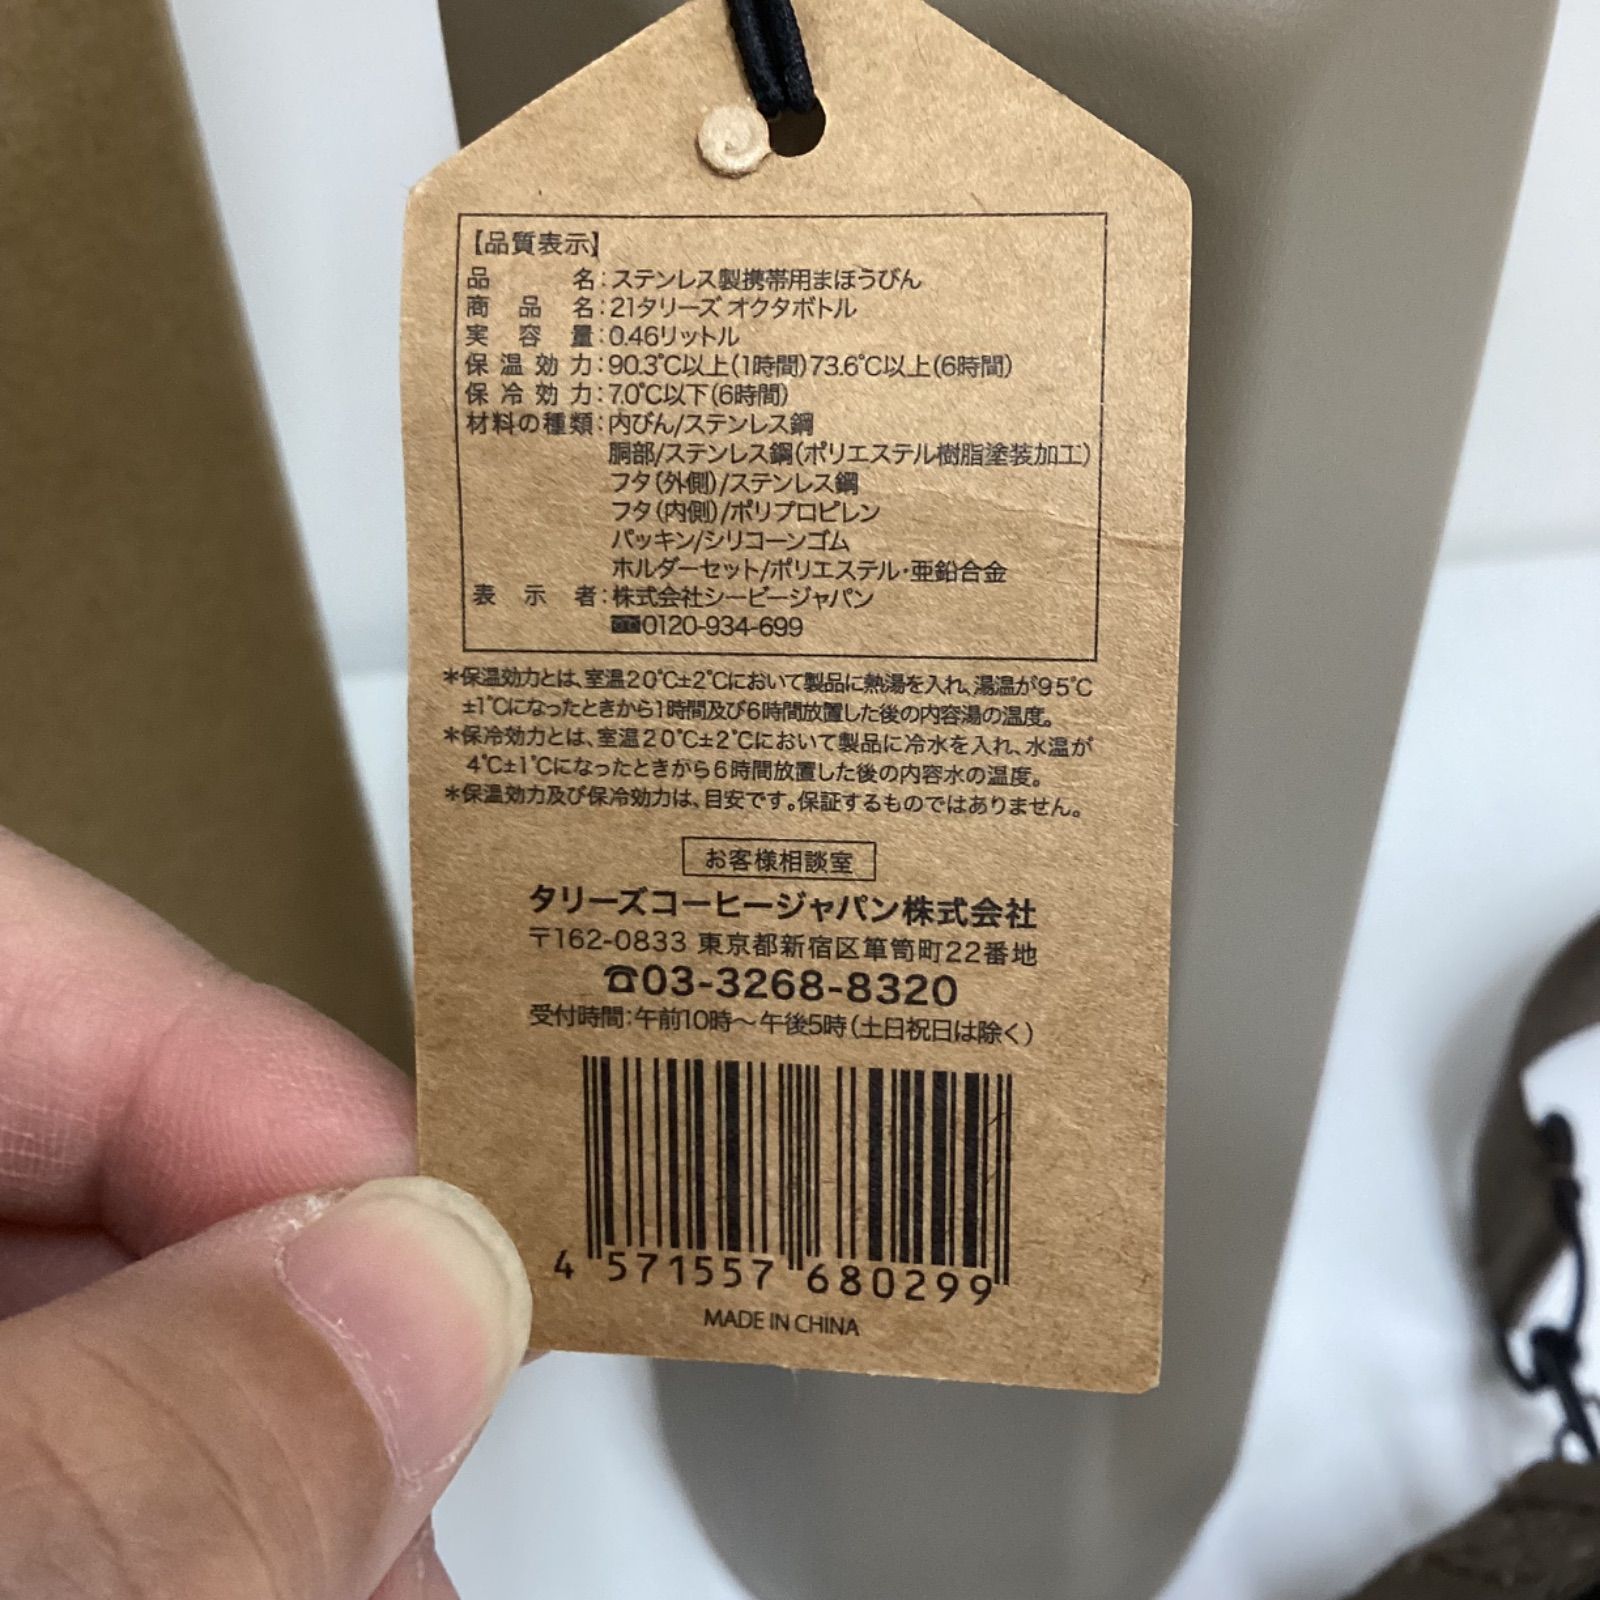 【品質表示】
品名:ステンレス製携帯用まほうびん
商品名:21タリーズ オクタボトル
実容量:0.46リットル
保温効力:90.3℃以上(1時間)73.6℃以上(6時間)
保冷効力:7.0℃以下(6時間)
材料の種類:内びん/ステンレス鋼
胴部/ステンレス鋼(ポリエステル樹脂塗装加工)
フタ(外側)/ステンレス鋼
フタ(内側)/ポリプロピレン
パッキン/シリコーンゴム
ホルダーセット/ポリエステル・亜鉛合金
表示者:株式会社シービージャパン
☎0120-934-699
*保温効力とは、室温20℃±2℃において製品に熱湯を入れ、湯温が95℃
±1℃になったときから1時間及び6時間放置した後の内容湯の温度。
*保冷効力とは、室温20℃±2℃において製品に冷水を入れ、水温が
4℃±1℃になったときから6時間放置した後の内容水の温度。
*保温効力及び保冷効力は、目安です。保証するものではありません。
お客様相談室
タリーズコーヒージャパン株式会社
〒162-0833 東京都新宿区箪笥町22番地
☎03-3268-8320
受付時間:午前10時～午後5時(土日祝日は除く)
4 571557 680299
MADE IN CHINA